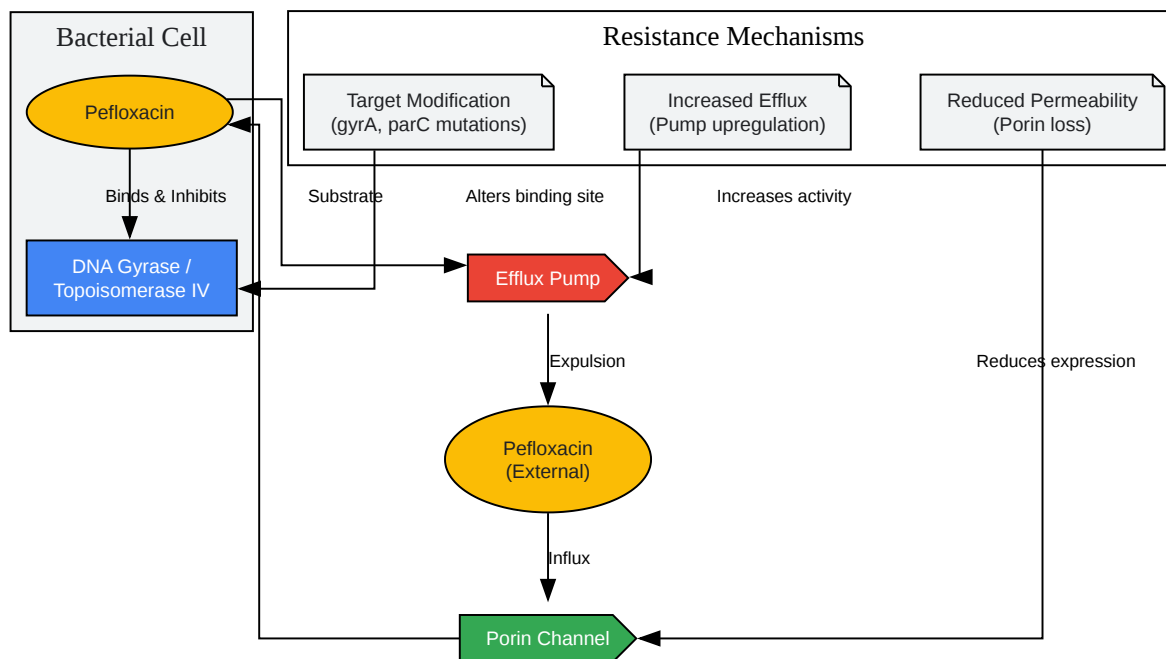 Bacterial Cell
Resistance Mechanisms
Pefloxacin
Target Modification
(gyrA, parC mutations)
Increased Efflux
(Pump upregulation)
Reduced Permeability
(Porin loss)
Binds & Inhibits
Substrate
Alters binding site
Increases activity
DNA Gyrase /
Topoisomerase IV
Efflux Pump
Expulsion
Reduces expression
Pefloxacin
(External)
Influx
Porin Channel